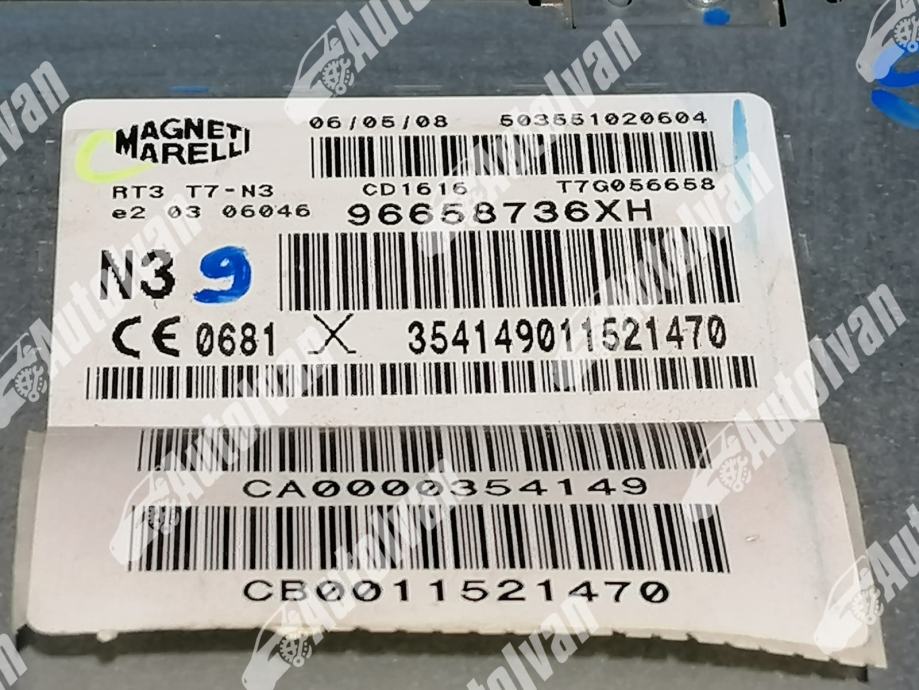 MAGNETI
MARELLI
06/05/08 503551020604
RT3 T7-N3 CD1616 T7G056658
e2 03 06046 96658736XH
N3 9
CE 0681 354149011521470
CA0000354149
CB0011521470
AutoIvan